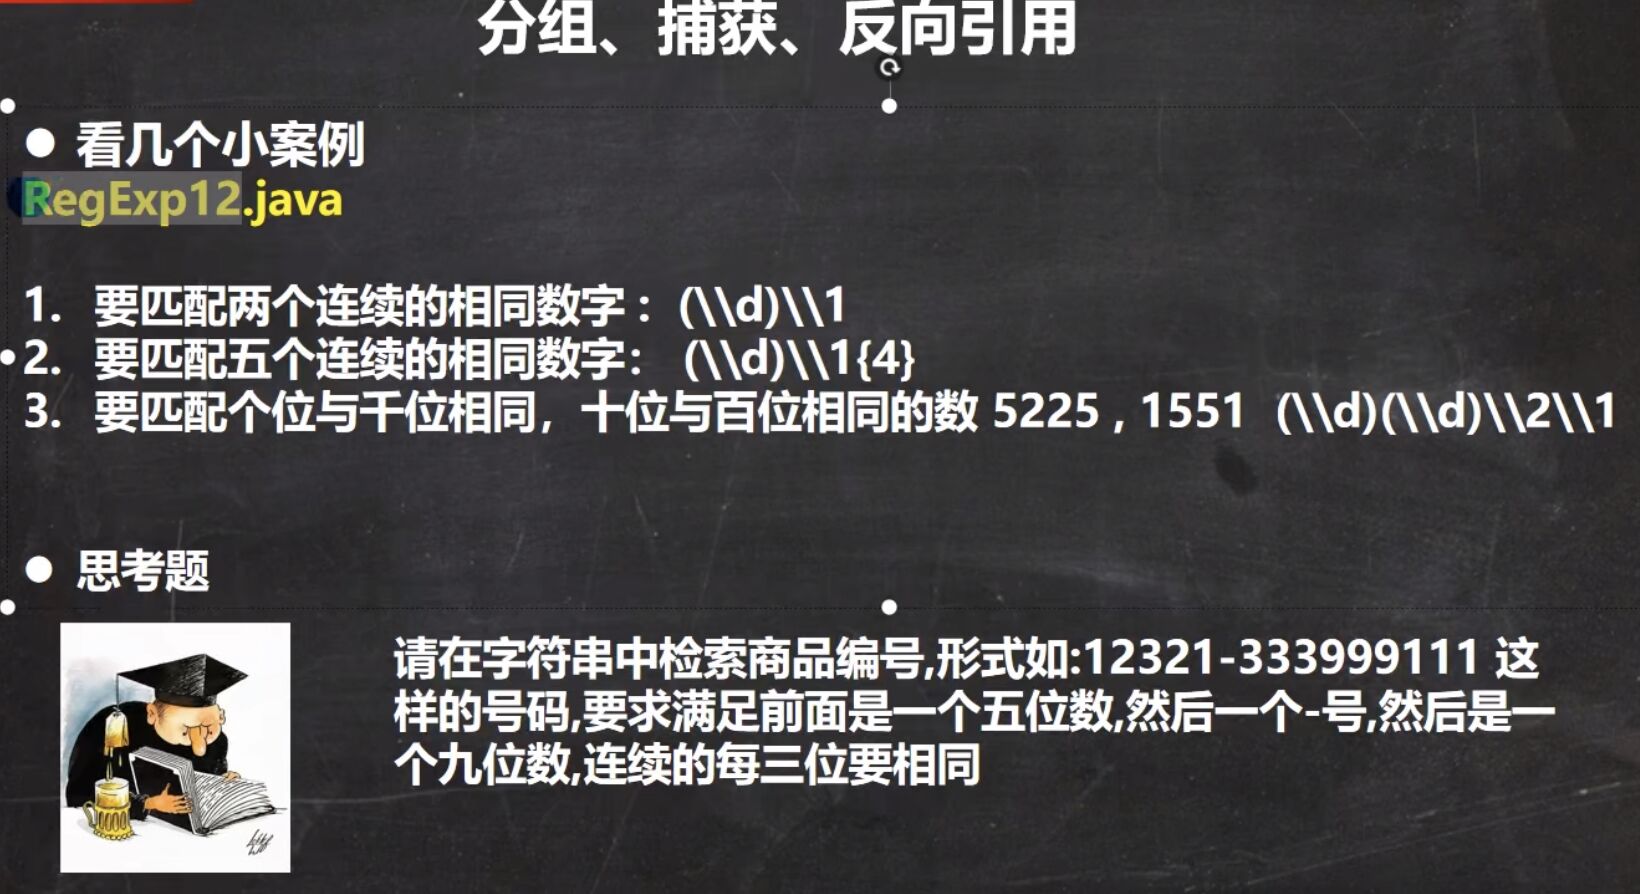 分组、捕获、反向引用
● 看几个小案例
RegExp12.java
1. 要匹配两个连续的相同数字 : (\\d)\\1
2. 要匹配五个连续的相同数字: (\\d)\\1{4}
3. 要匹配个位与千位相同，十位与百位相同的数 5225 , 1551 (\\d)(\\d)\\2\\1
● 思考题
请在字符串中检索商品编号,形式如:12321-333999111 这
样的号码,要求满足前面是一个五位数,然后一个-号,然后是一
个九位数,连续的每三位要相同